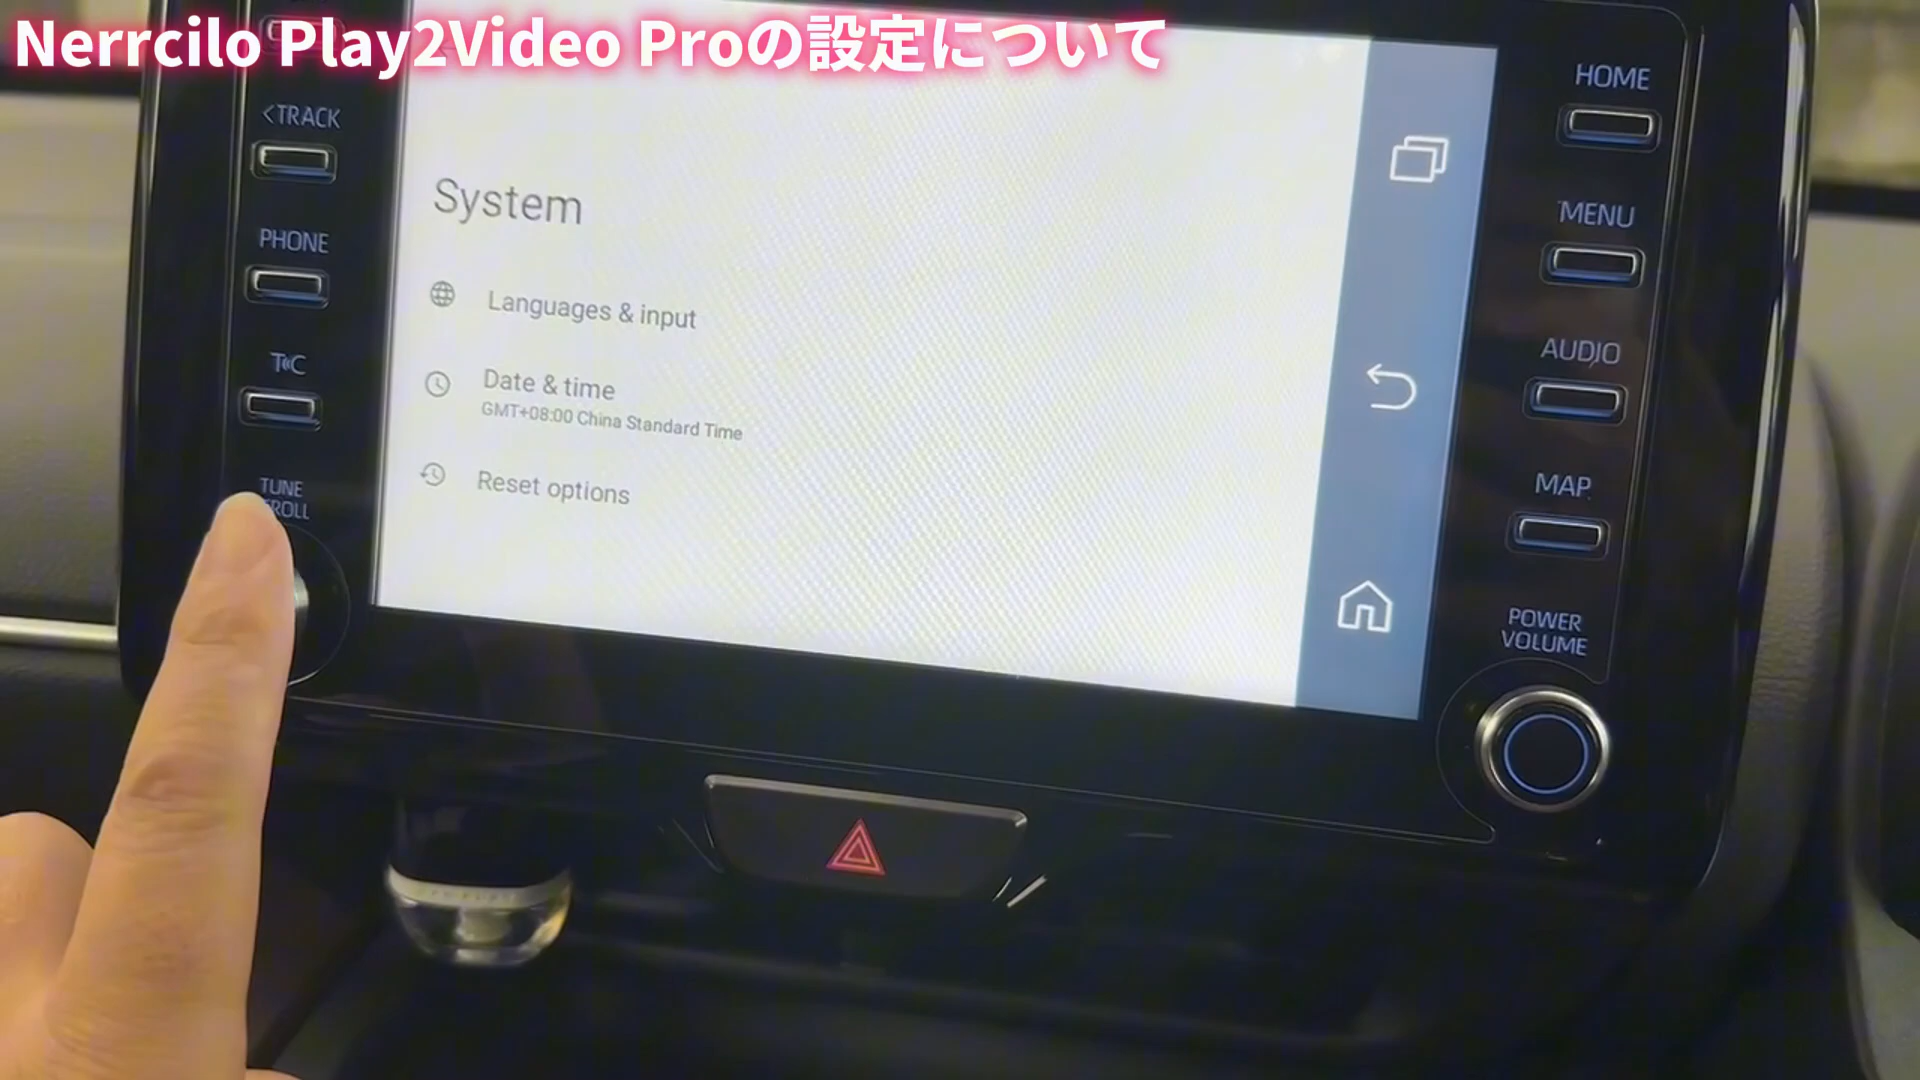 Nerrcilo Play2Video Proの設定について
<TRACK
PHONE
T«C
TUNE
ROLL
System
Languages & input
Date & time
GMT+08:00 China Standard Time
Reset options
HOME
MENU
AUDIO
MAP
POWER
VOLUME